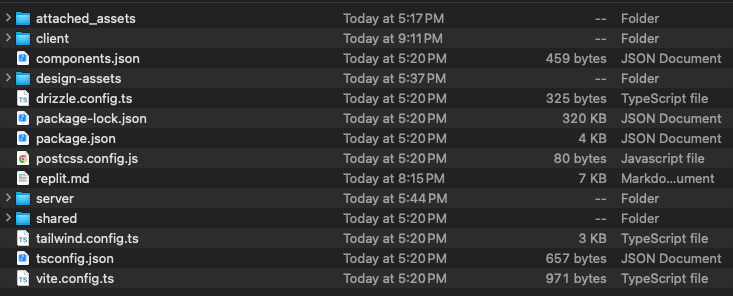 attached_assets Today at 5:17 PM -- Folder
client Today at 9:11 PM -- Folder
components.json Today at 5:20 PM 459 bytes JSON Document
design-assets Today at 5:37 PM -- Folder
drizzle.config.ts Today at 5:20 PM 325 bytes TypeScript file
package-lock.json Today at 5:20 PM 320 KB JSON Document
package.json Today at 5:20 PM 4 KB JSON Document
postcss.config.js Today at 5:20 PM 80 bytes Javascript file
replit.md Today at 8:15 PM 7 KB Markdo...ument
server Today at 5:44 PM -- Folder
shared Today at 5:20 PM -- Folder
tailwind.config.ts Today at 5:20 PM 3 KB TypeScript file
tsconfig.json Today at 5:20 PM 657 bytes JSON Document
vite.config.ts Today at 5:20 PM 971 bytes TypeScript file